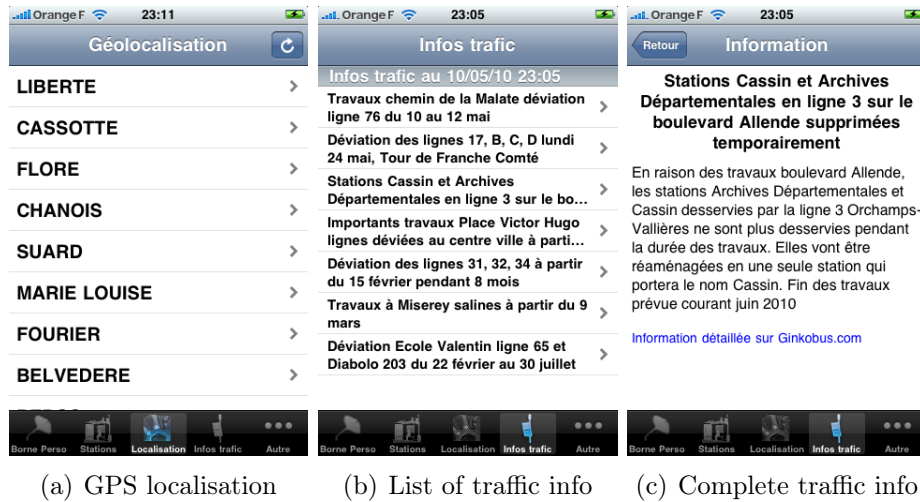 Orange F 23:11
Géolocalisation
LIBERTE
CASSOTTE
FLORE
CHANOIS
SUARD
MARIE LOUISE
FOURIER
BELVEDERE
Borne Perso Stations Localisation Infos trafic Autre
(a) GPS localisation
Orange F 23:05
Infos trafic
Infos trafic au 10/05/10 23:05
Travaux chemin de la Malate déviation
ligne 76 du 10 au 12 mai
Déviation des lignes 17, B, C, D lundi
24 mai, Tour de Franche Comté
Stations Cassin et Archives
Départementales en ligne 3 sur le bo...
Importants travaux Place Victor Hugo
lignes déviées au centre ville à parti...
Déviation des lignes 31, 32, 34 à partir
du 15 février pendant 8 mois
Travaux à Miserey salines à partir du 9
mars
Déviation Ecole Valentin ligne 65 et
Diabolo 203 du 22 février au 30 juillet
Borne Perso Stations Localisation Infos trafic Autre
(b) List of traffic info
Orange F 23:05
Retour Information
Stations Cassin et Archives
Départementales en ligne 3 sur le
boulevard Allende supprimées
temporairement
En raison des travaux boulevard Allende,
les stations Archives Départementales et
Cassin desservies par la ligne 3 Orchamps-
Vallières ne sont plus desservies pendant
la durée des travaux. Elles vont être
réaménagées en une seule station qui
portera le nom Cassin. Fin des travaux
prévue courant juin 2010
Information détaillée sur Ginkobus.com
Borne Perso Stations Localisation Infos trafic Autre
(c) Complete traffic info